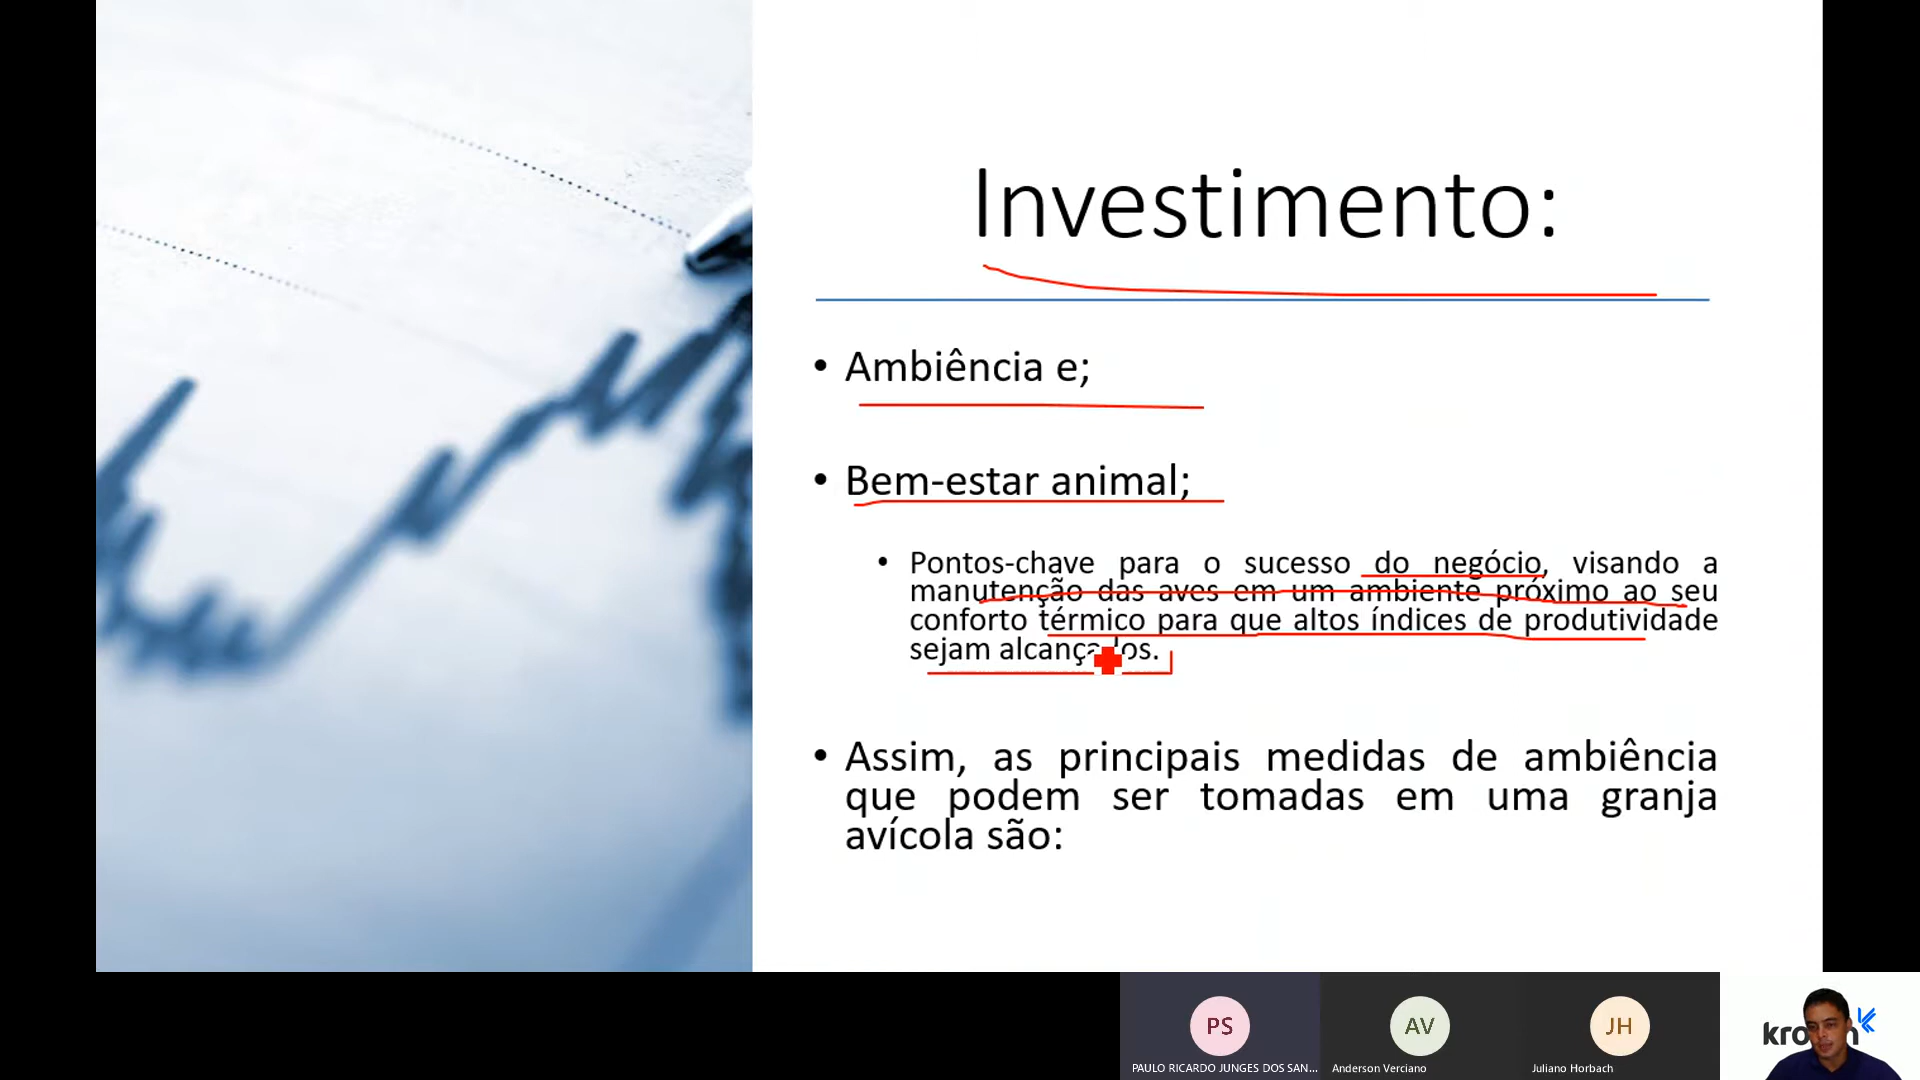 Investimento:
• Ambiência e;
• Bem-estar animal;
• Pontos-chave para o sucesso do negócio, visando a
manutenção das aves em um ambiente próximo ao seu
conforto térmico para que altos índices de produtividade
sejam alcançados.
• Assim, as principais medidas de ambiência
que podem ser tomadas em uma granja
avícola são:
PS
AV
JH
PAULO RICARDO JUNGES DOS SAN...
Anderson Verciano
Juliano Horbach